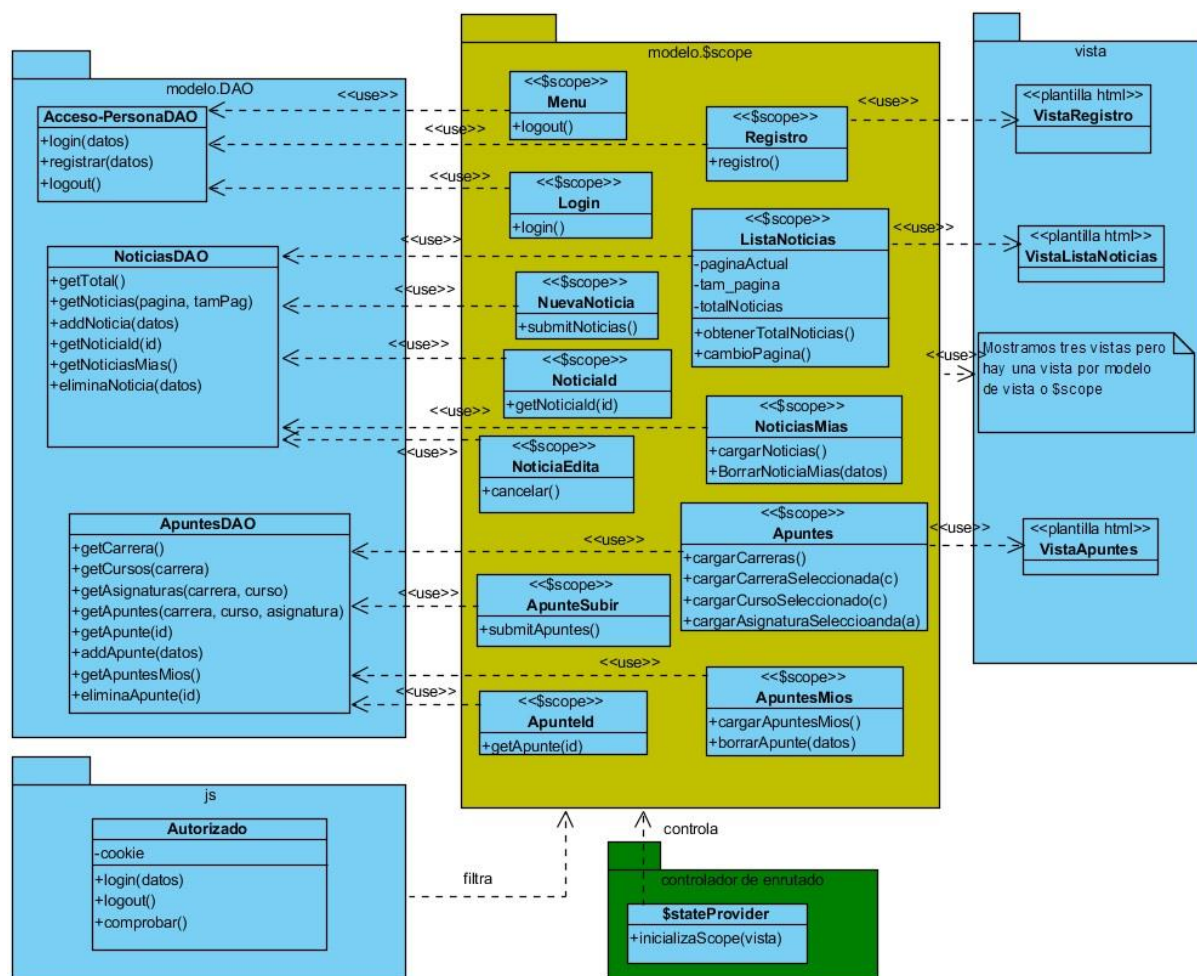 modelo.DAO
Acceso-PersonaDAO
+login(datos)
+registrar(datos)
+logout()
NoticiasDAO
+getTotal()
+getNoticias(pagina, tamPag)
+addNoticia(datos)
+getNoticiaId(id)
+getNoticiasMias()
+eliminaNoticia(datos)
ApuntesDAO
+getCarrera()
+getCursos(carrera)
+getAsignaturas(carrera, curso)
+getApuntes(carrera, curso, asignatura)
+getApunte(id)
+addApunte(datos)
+getApuntesMios()
+eliminaApunte(id)
<<use>>
<<use>>
<<use>>
<<use>>
<<use>>
<<use>>
<<use>>
<<use>>
<<use>>
<<use>>
<<use>>
<<use>>
modelo.$scope
<<$scope>>
Menu
+logout()
<<$scope>>
Registro
+registro()
<<$scope>>
Login
+login()
<<$scope>>
ListaNoticias
-paginaActual
-tam_pagina
-totalNoticias
+obtenerTotalNoticias()
+cambioPagina()
<<$scope>>
NuevaNoticia
+submitNoticias()
<<$scope>>
NoticiaId
+getNoticiaId(id)
<<$scope>>
NoticiasMias
+cargarNoticias()
+BorrarNoticiaMias(datos)
<<$scope>>
NoticiaEdita
+cancelar()
<<$scope>>
Apuntes
+cargarCarreras()
+cargarCarreraSeleccionada(c)
+cargarCursoSeleccionado(c)
+cargarAsignaturaSeleccioanda(a)
<<$scope>>
ApunteSubir
+submitApuntes()
<<$scope>>
ApuntesMios
+cargarApuntesMios()
+borrarApunte(datos)
<<$scope>>
ApunteId
+getApunte(id)
<<use>>
<<use>>
<<use>>
<<use>>
vista
<<plantilla html>>
VistaRegistro
<<plantilla html>>
VistaListaNoticias
Mostramos tres vistas pero
hay una vista por modelo
de vista o $scope
<<plantilla html>>
VistaApuntes
js
Autorizado
-cookie
+login(datos)
+logout()
+comprobar()
filtra
controla
controlador de enrutado
$stateProvider
+inicializaScope(vista)